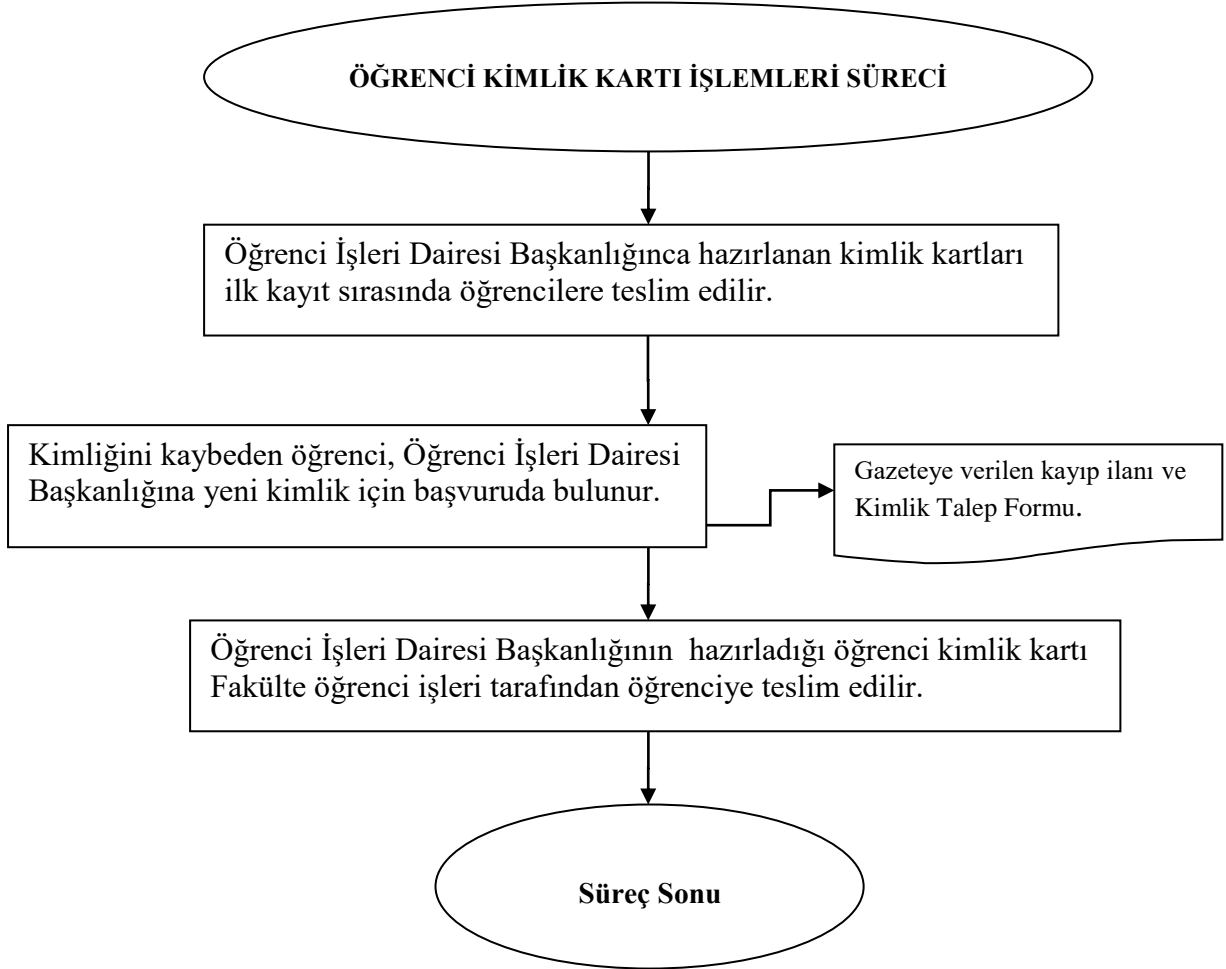 ÖĞRENCİ KİMLİK KARTI İŞLEMLERİ SÜRECİ
Öğrenci İşleri Dairesi Başkanlığınca hazırlanan kimlik kartları
ilk kayıt sırasında öğrencilere teslim edilir.
Kimliğini kaybeden öğrenci, Öğrenci İşleri Dairesi
Başkanlığına yeni kimlik için başvuruda bulunur.
Gazeteye verilen kayıp ilanı ve
Kimlik Talep Formu.
Öğrenci İşleri Dairesi Başkanlığının  hazırladığı öğrenci kimlik kartı
Fakülte öğrenci işleri tarafından öğrenciye teslim edilir.
Süreç Sonu